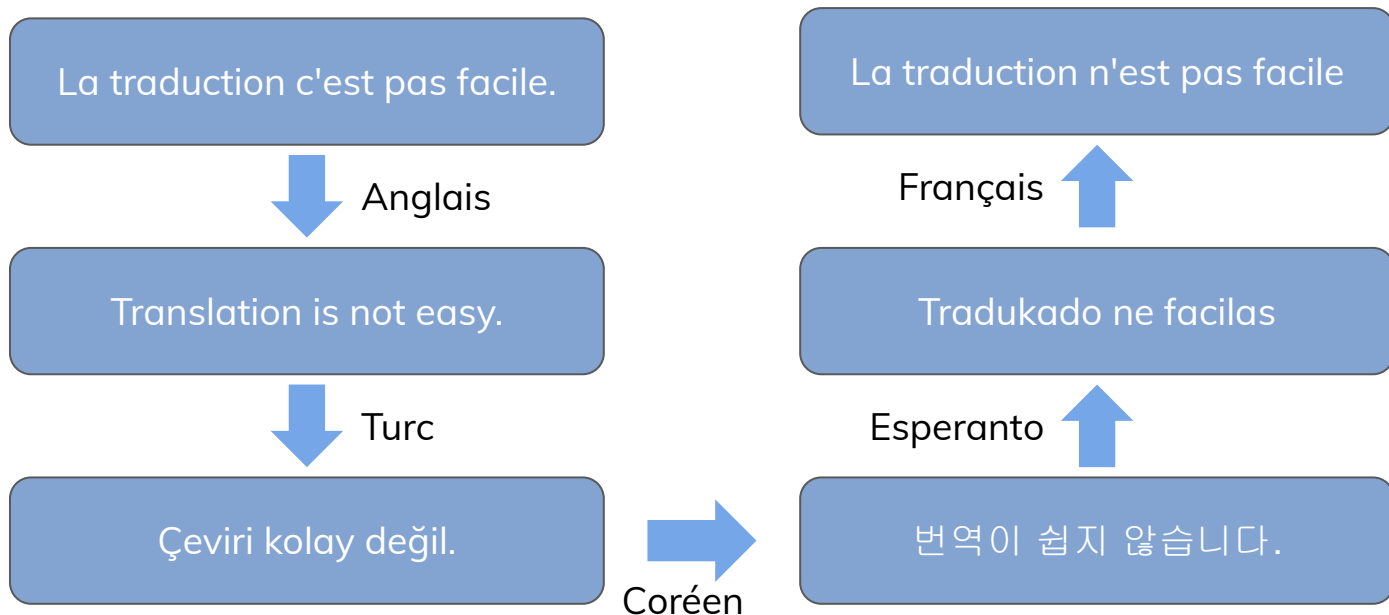 La traduction c'est pas facile.
Anglais
Translation is not easy.
Turc
Çeviri kolay değil.
Coréen
번역이 쉽지 않습니다.
Esperanto
Tradukado ne facilas
Français
La traduction n'est pas facile